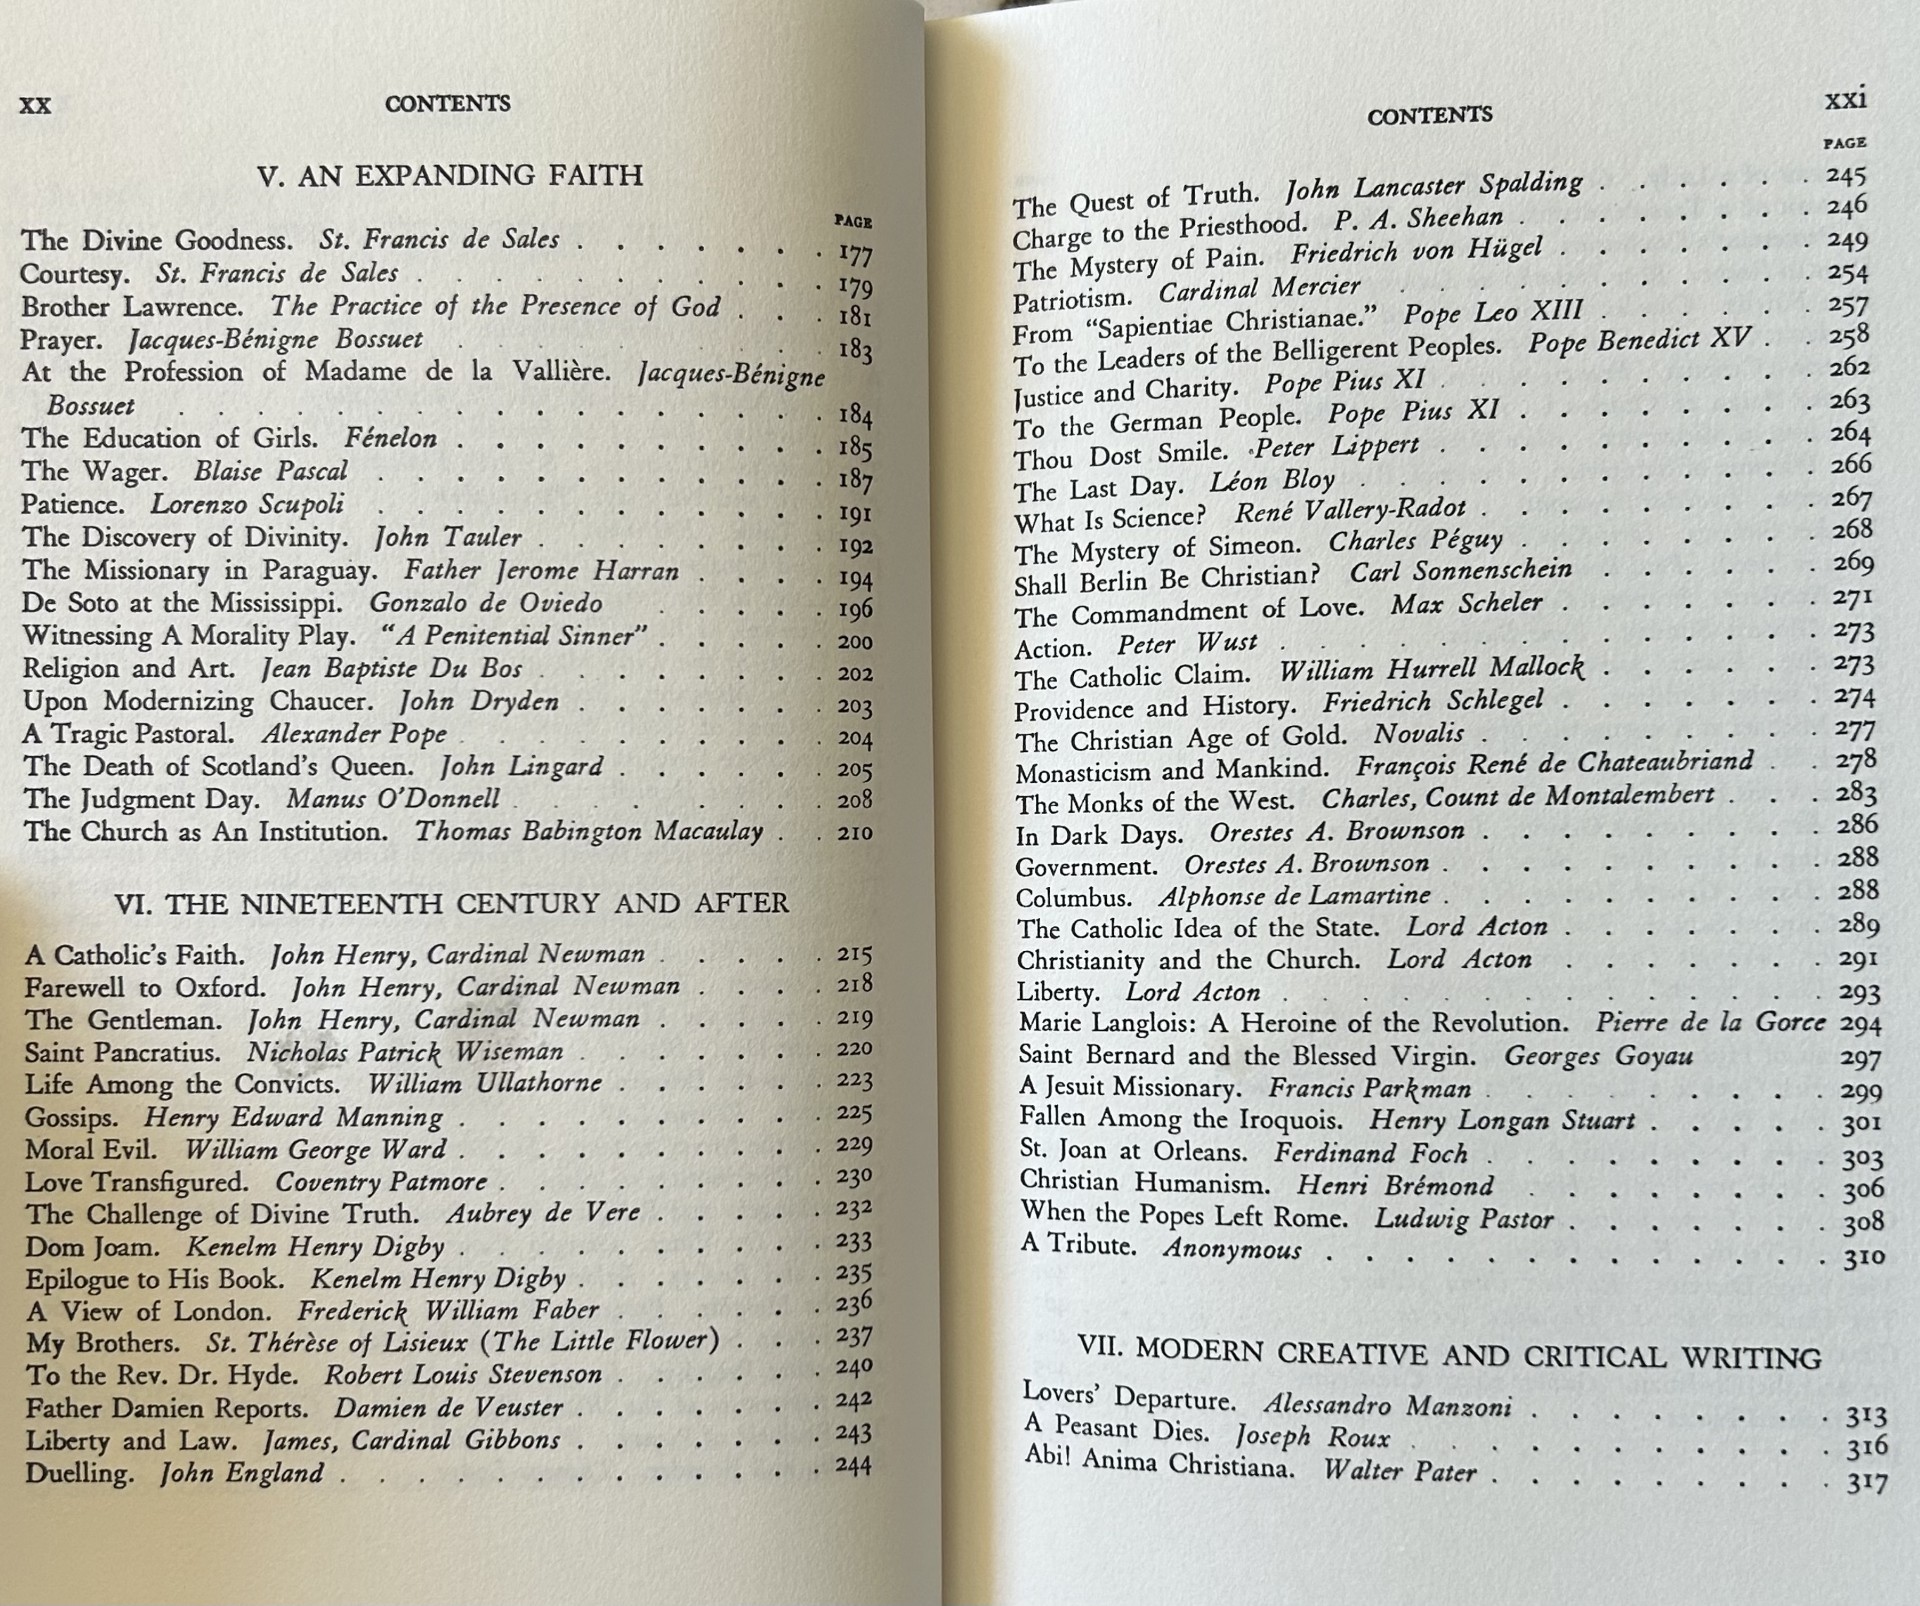 xx CONTENTS
V. AN EXPANDING FAITH
PAGE
The Divine Goodness. St. Francis de Sales . . . . . . . 177
Courtesy. St. Francis de Sales . . . . . . . . . . . 179
Brother Lawrence. The Practice of the Presence of God . . . 181
Prayer. Jacques-Bénigne Bossuet . . . . . . . . . . 183
At the Profession of Madame de la Vallière. Jacques-Bénigne
Bossuet . . . . . . . . . . . . . . . . . 184
The Education of Girls. Fénelon . . . . . . . . . . 185
The Wager. Blaise Pascal . . . . . . . . . . . . 187
Patience. Lorenzo Scupoli . . . . . . . . . . . . 191
The Discovery of Divinity. John Tauler . . . . . . . . 192
The Missionary in Paraguay. Father Jerome Harran . . . . 194
De Soto at the Mississippi. Gonzalo de Oviedo . . . . . 196
Witnessing A Morality Play. "A Penitential Sinner" . . . . . 200
Religion and Art. Jean Baptiste Du Bos . . . . . . . . 202
Upon Modernizing Chaucer. John Dryden . . . . . . . 203
A Tragic Pastoral. Alexander Pope . . . . . . . . . . 204
The Death of Scotland's Queen. John Lingard . . . . . . 205
The Judgment Day. Manus O'Donnell . . . . . . . . 208
The Church as An Institution. Thomas Babington Macaulay . . 210
VI. THE NINETEENTH CENTURY AND AFTER
A Catholic's Faith. John Henry, Cardinal Newman . . . . . 215
Farewell to Oxford. John Henry, Cardinal Newman . . . . 218
The Gentleman. John Henry, Cardinal Newman . . . . . 219
Saint Pancratius. Nicholas Patrick Wiseman . . . . . . . 220
Life Among the Convicts. William Ullathorne . . . . . . 223
Gossips. Henry Edward Manning . . . . . . . . . . 225
Moral Evil. William George Ward . . . . . . . . . . 229
Love Transfigured. Coventry Patmore . . . . . . . . . 230
The Challenge of Divine Truth. Aubrey de Vere . . . . . 232
Dom Joam. Kenelm Henry Digby . . . . . . . . . . 233
Epilogue to His Book. Kenelm Henry Digby . . . . . . . 235
A View of London. Frederick William Faber . . . . . . 236
My Brothers. St. Thérèse of Lisieux (The Little Flower) . . . 237
To the Rev. Dr. Hyde. Robert Louis Stevenson . . . . . . 240
Father Damien Reports. Damien de Veuster . . . . . . . 242
Liberty and Law. James, Cardinal Gibbons . . . . . . . 243
Duelling. John England . . . . . . . . . . . . . 244
CONTENTS xxi
PAGE
The Quest of Truth. John Lancaster Spalding . . . . . . 245
Charge to the Priesthood. P. A. Sheehan . . . . . . . . 246
The Mystery of Pain. Friedrich von Hügel . . . . . . . 249
Patriotism. Cardinal Mercier . . . . . . . . . . . 254
From "Sapientiae Christianae." Pope Leo XIII . . . . . . 257
To the Leaders of the Belligerent Peoples. Pope Benedict XV . . 258
Justice and Charity. Pope Pius XI . . . . . . . . . . 262
To the German People. Pope Pius XI . . . . . . . . 263
Thou Dost Smile. Peter Lippert . . . . . . . . . . 264
The Last Day. Léon Bloy . . . . . . . . . . . . 266
What Is Science? René Vallery-Radot . . . . . . . . . 267
The Mystery of Simeon. Charles Péguy . . . . . . . . 268
Shall Berlin Be Christian? Carl Sonnenschein . . . . . . 269
The Commandment of Love. Max Scheler . . . . . . . 271
Action. Peter Wust . . . . . . . . . . . . . . 273
The Catholic Claim. William Hurrell Mallock . . . . . . 273
Providence and History. Friedrich Schlegel . . . . . . . 274
The Christian Age of Gold. Novalis . . . . . . . . . 277
Monasticism and Mankind. François René de Chateaubriand . . 278
The Monks of the West. Charles, Count de Montalembert . . . 283
In Dark Days. Orestes A. Brownson . . . . . . . . . 286
Government. Orestes A. Brownson . . . . . . . . . . 288
Columbus. Alphonse de Lamartine . . . . . . . . . . 288
The Catholic Idea of the State. Lord Acton . . . . . . . 289
Christianity and the Church. Lord Acton . . . . . . . 291
Liberty. Lord Acton . . . . . . . . . . . . . . 293
Marie Langlois: A Heroine of the Revolution. Pierre de la Gorce 294
Saint Bernard and the Blessed Virgin. Georges Goyau 297
A Jesuit Missionary. Francis Parkman . . . . . . . . . 299
Fallen Among the Iroquois. Henry Longan Stuart . . . . . 301
St. Joan at Orleans. Ferdinand Foch . . . . . . . . . 303
Christian Humanism. Henri Brémond . . . . . . . . 306
When the Popes Left Rome. Ludwig Pastor . . . . . . . 308
A Tribute. Anonymous . . . . . . . . . . . . . 310
VII. MODERN CREATIVE AND CRITICAL WRITING
Lovers' Departure. Alessandro Manzoni . . . . . . . . 313
A Peasant Dies. Joseph Roux . . . . . . . . . . . 316
Abi! Anima Christiana. Walter Pater . . . . . . . . . 317